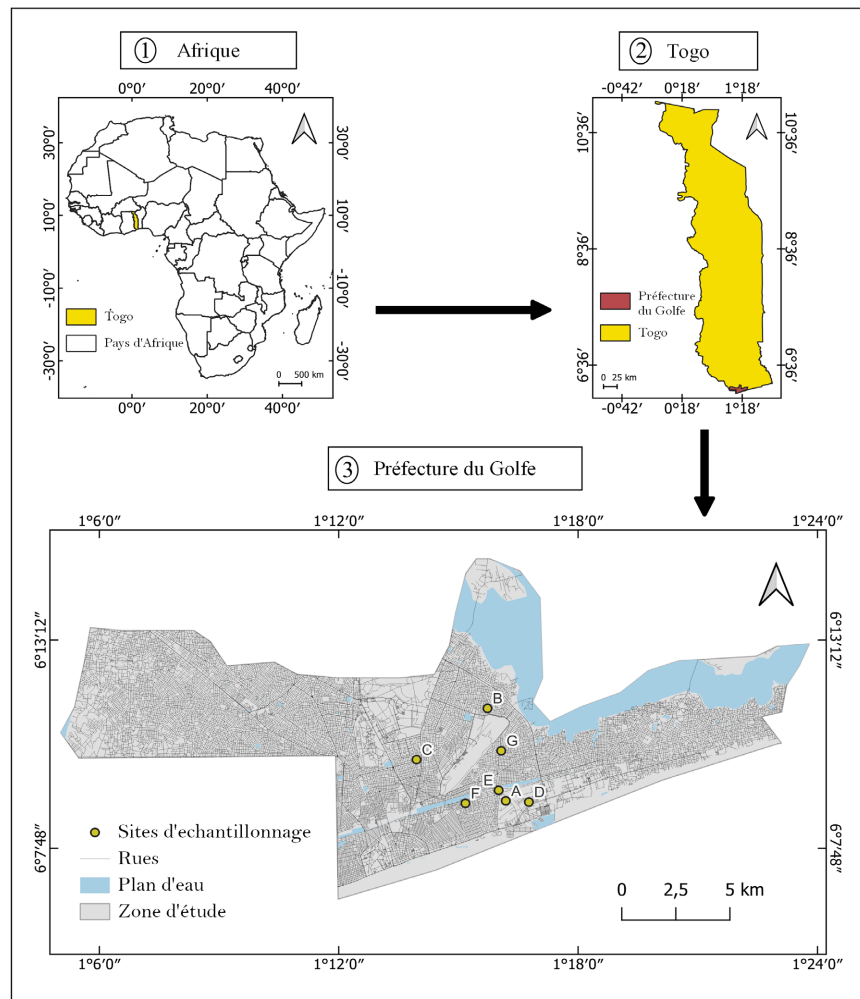 1 Afrique
0°0′ 20°0′ 40°0′
30°0′ 30°0′
10°0′ 10°0′
-10°0′ -10°0′
-30°0′ -30°0′
Togo
Pays d'Afrique
0 500 km
0°0′ 20°0′ 40°0′
2 Togo
-0°42′ 0°18′ 1°18′
10°36′ 10°36′
8°36′ 8°36′
6°36′ 6°36′
Préfecture
du Golfe
Togo
0 25 km
-0°42′ 0°18′ 1°18′
3 Préfecture du Golfe
1°6′0″ 1°12′0″ 1°18′0″ 1°24′0″
6°13′12″ 6°13′12″
B
G
C
E
A
F
D
6°7′48″ 6°7′48″
Sites d'echantillonnage
Rues
Plan d'eau
Zone d'étude
0 2,5 5 km
1°6′0″ 1°12′0″ 1°18′0″ 1°24′0″